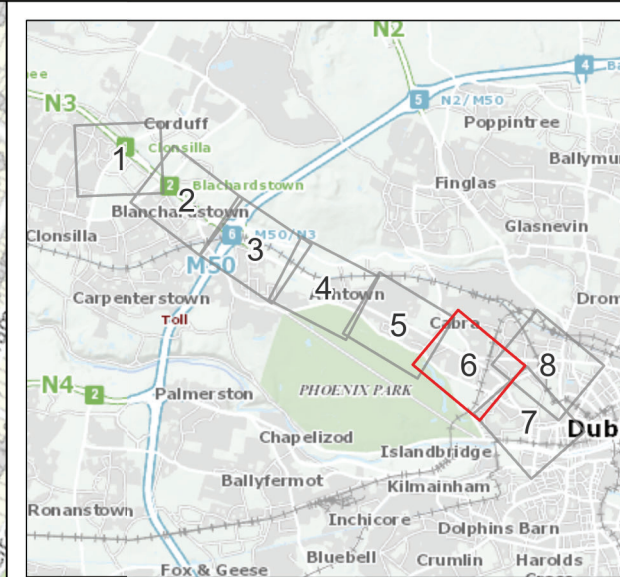 N2
4
ee
N3
5
N2/M50
Corduff
Poppintree
1
Clonsilla
Ballymu
2
Blachardstown
Finglas
2
Blanchardstown
Glasnevin
Clonsilla
6
M50/N3
3
M50
4
Ashtown
Carpenterstown
Drom
Toll
5
Cabra
6
8
N4
2
Palmerston
PHOENIX PARK
7
Dub
Chapelizod
Islandbridge
Ballyfermot
Kilmainham
Ronanstown
Inchicore
Dolphins Barn
Bluebell
Crumlin
Harolds
Fox & Geese